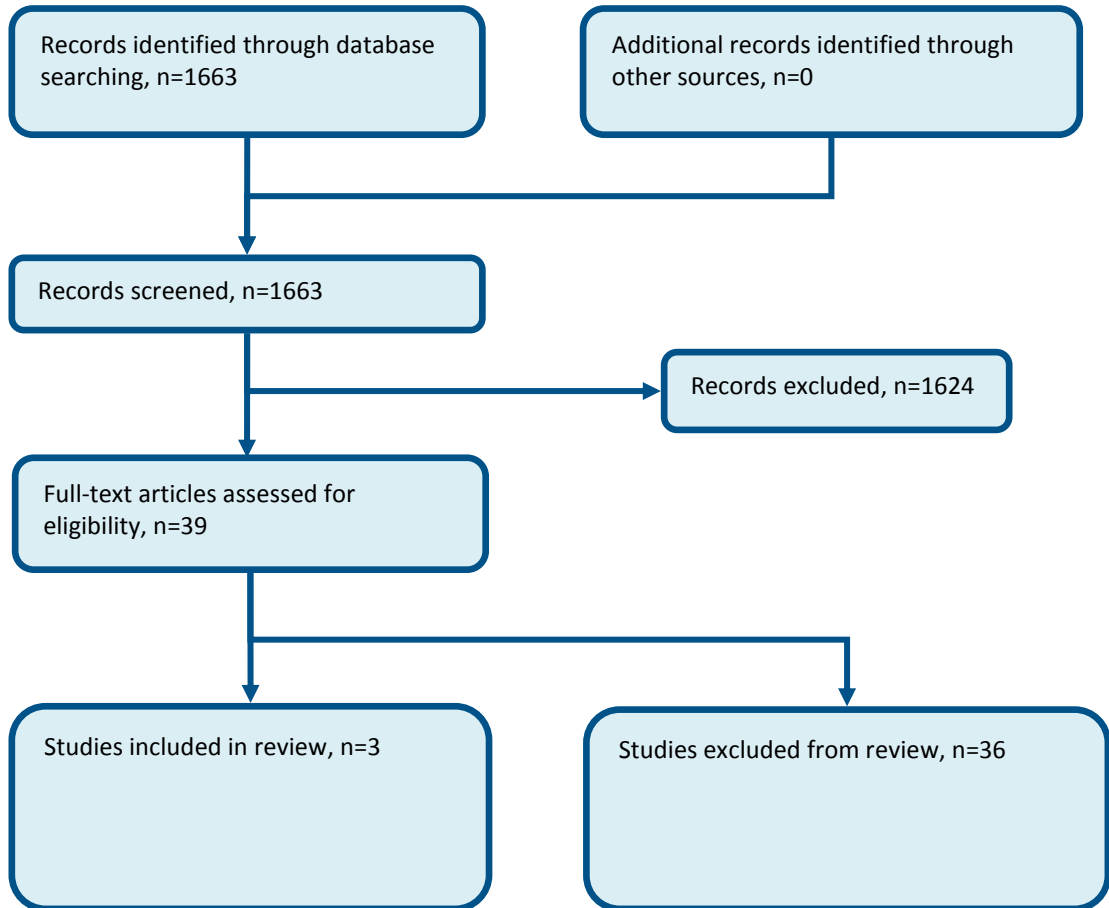 Records identified through database
searching, n=1663
Additional records identified through
other sources, n=0
Records screened, n=1663
Records excluded, n=1624
Full-text articles assessed for
eligibility, n=39
Studies included in review, n=3
Studies excluded from review, n=36